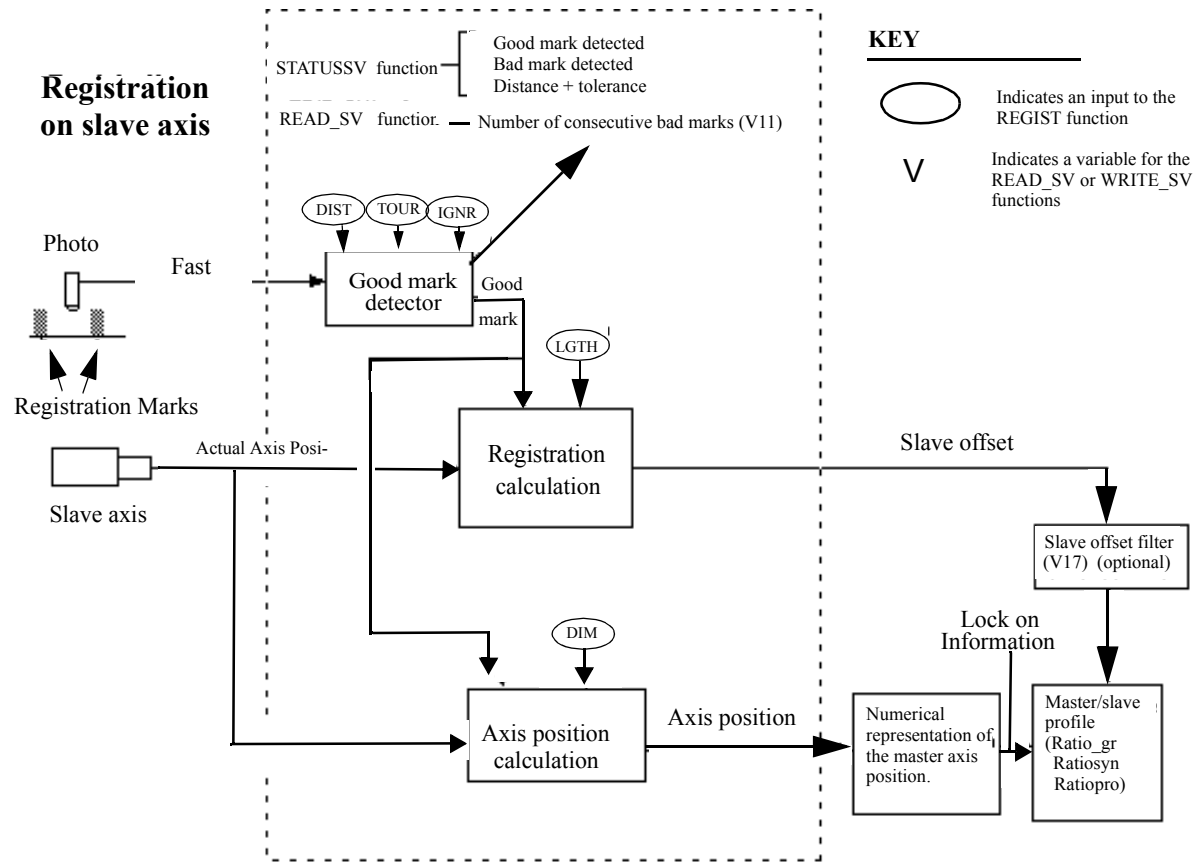 Registration
on slave axis
STATUSSV function
Good mark detected
Bad mark detected
Distance + tolerance
READ_SV function
Number of consecutive bad marks (V11)
KEY
Indicates an input to the
REGIST function
V
Indicates a variable for the
READ_SV or WRITE_SV
functions
DIST
TOUR
IGNR
Photo
Fast
Good mark
detector
Good
mark
LGTH
Registration Marks
Actual Axis Posi-
Slave axis
Registration
calculation
Slave offset
Slave offset filter
(V17) (optional)
Lock on
Information
DIM
Axis position
calculation
Axis position
Numerical
representation of
the master axis
position.
Master/slave
profile
(Ratio_gr
Ratiosyn
Ratiopro)